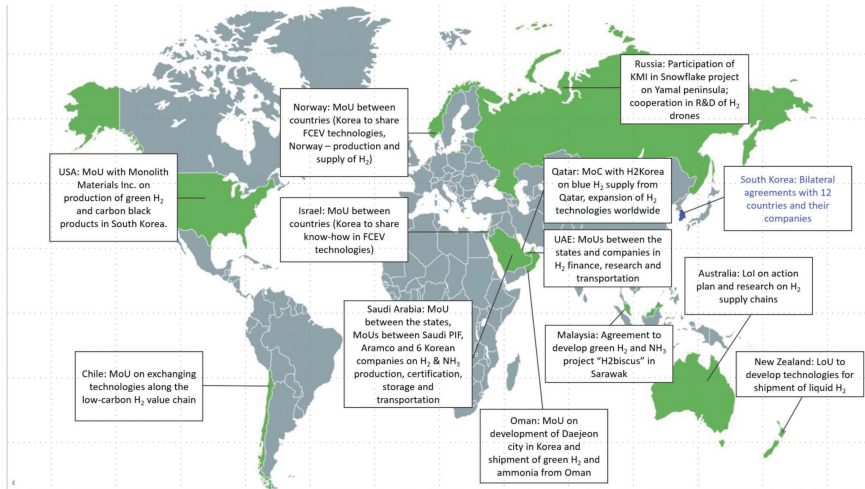 Russia: Participation of
KMI in Snowflake project
on Yamal peninsula;
cooperation in R&D of H₂
drones
Norway: MoU between
countries (Korea to share
FCEV technologies,
Norway – production and
supply of H₂)
USA: MoU with Monolith
Materials Inc. on
production of green H₂
and carbon black
products in South Korea.
Qatar: MoC with H2Korea
on blue H₂ supply from
Qatar, expansion of H₂
technologies worldwide
South Korea: Bilateral
agreements with 12
countries and their
companies
Israel: MoU between
countries (Korea to share
know-how in FCEV
technologies)
UAE: MoUs between the
states and companies in
H₂ finance, research and
transportation
Australia: LoI on action
plan and research on H₂
supply chains
Saudi Arabia: MoU
between the states,
MoUs between Saudi PIF,
Aramco and 6 Korean
companies on H₂ & NH₃
production, certification,
storage and
transportation
Malaysia: Agreement to
develop green H₂ and NH₃
project "H2biscus" in
Sarawak
Chile: MoU on exchanging
technologies along the
low-carbon H₂ value chain
New Zealand: LoU to
develop technologies for
shipment of liquid H₂
Oman: MoU on
development of Daejeon
city in Korea and
shipment of green H₂ and
ammonia from Oman
c